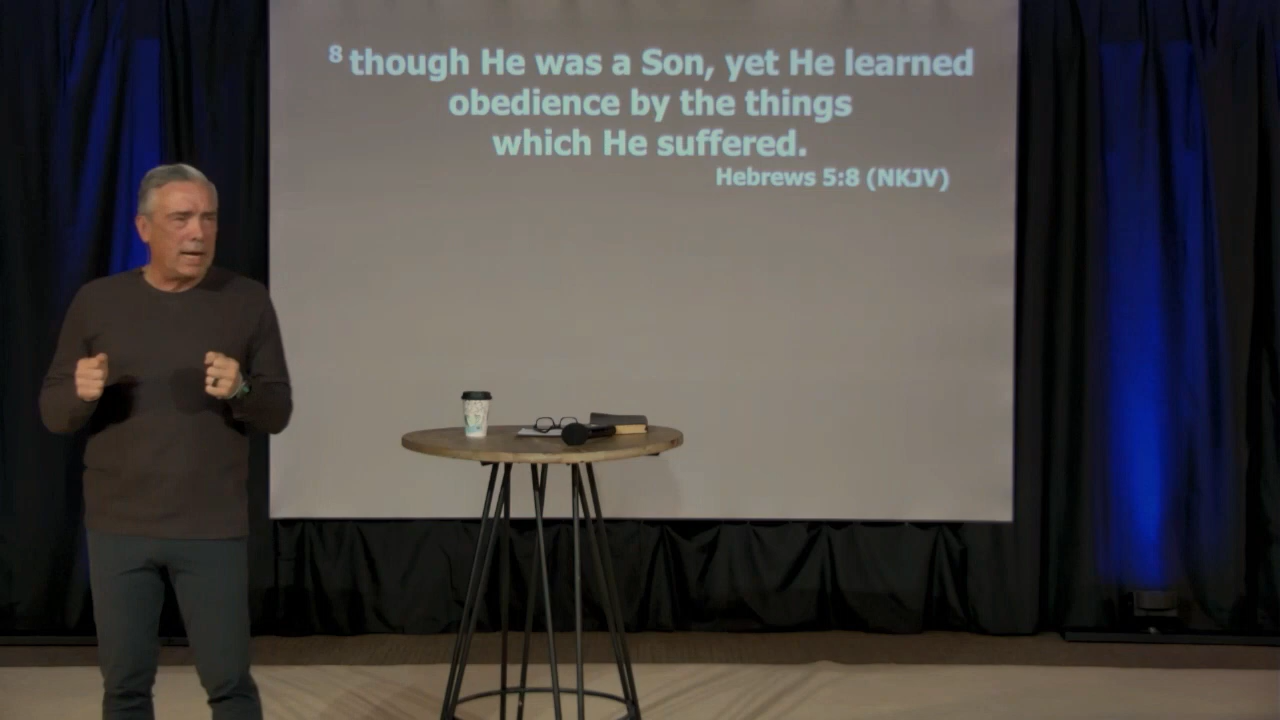 8 though He was a Son, yet He learned
obedience by the things
which He suffered.
Hebrews 5:8 (NKJV)